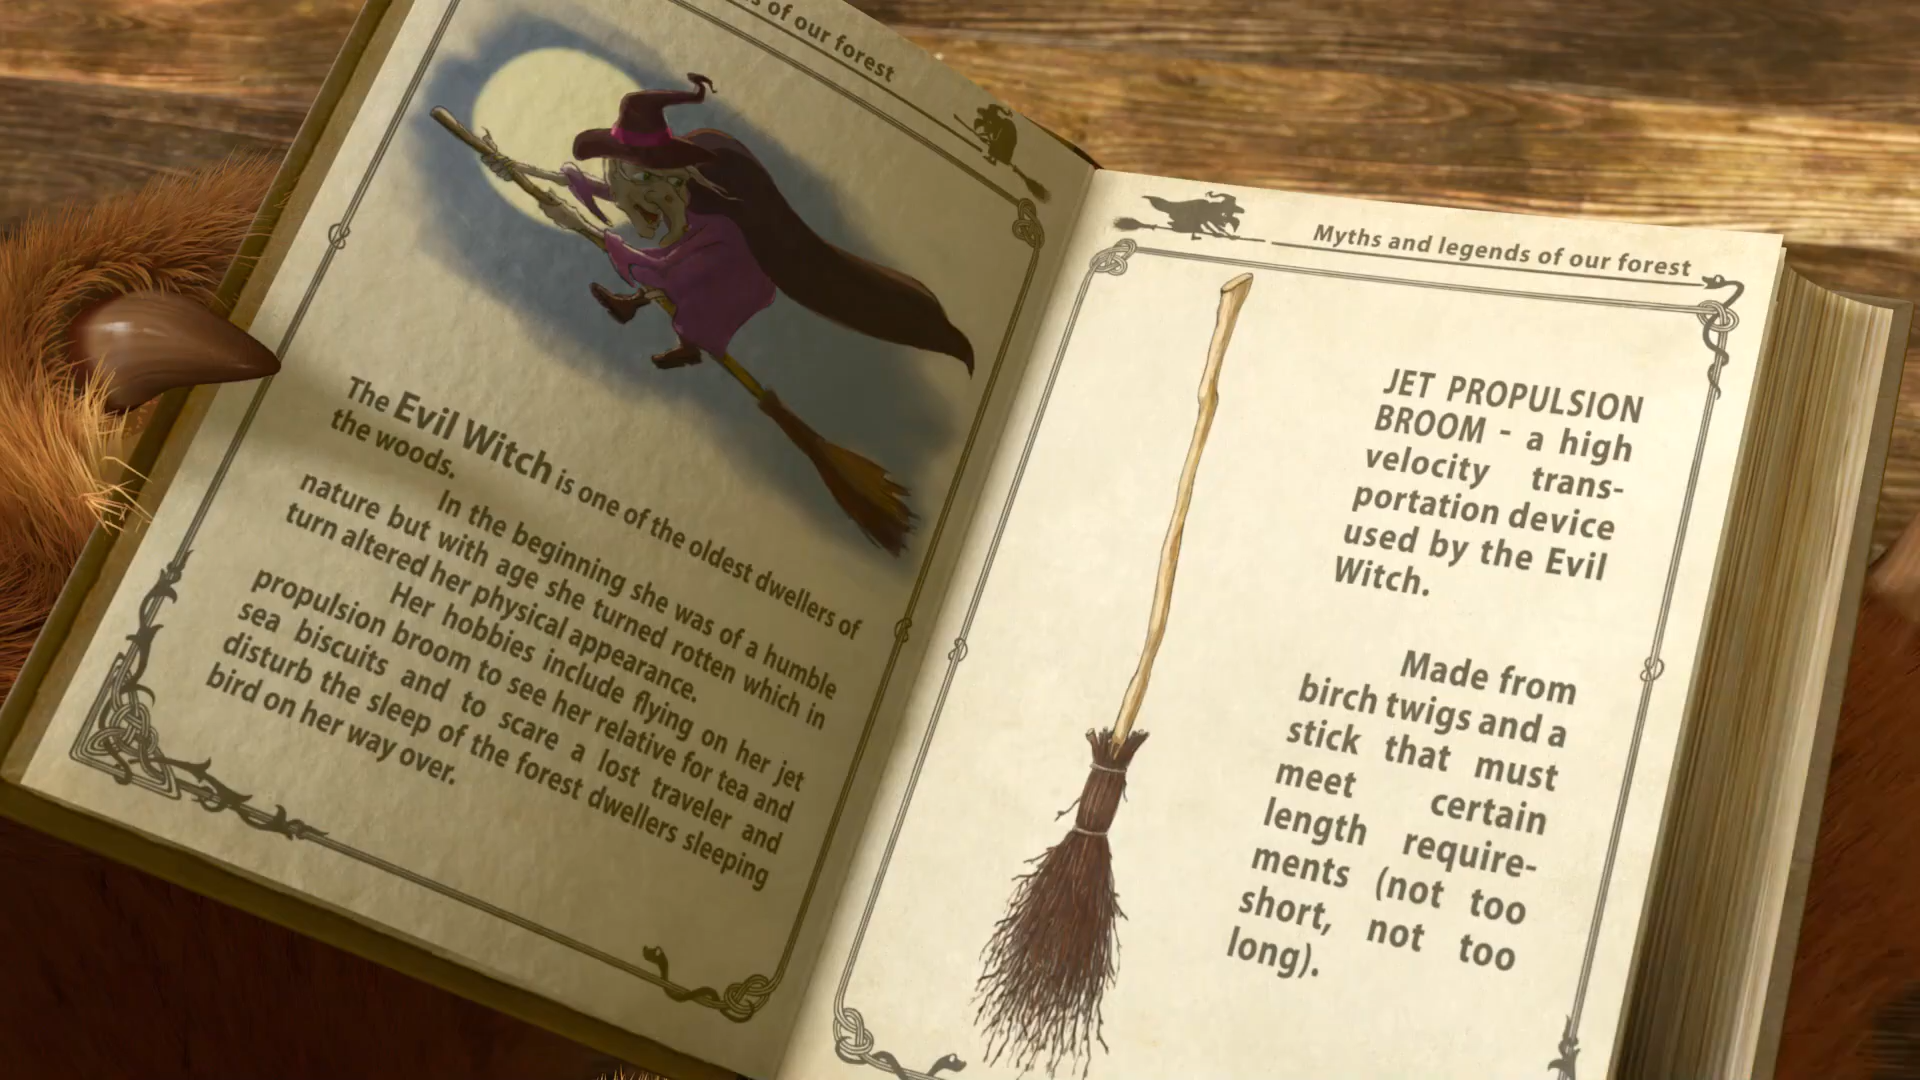 of our forest
The Evil Witch is one of the oldest dwellers of
the woods.
In the beginning she was of a humble
nature but with age she turned rotten which in
turn altered her physical appearance.
Her hobbies include flying on her jet
propulsion broom to see her relative for tea and
sea biscuits and to scare a lost traveler and
disturb the sleep of the forest dwellers sleeping
bird on her way over.
Myths and legends of our forest
JET PROPULSION
BROOM - a high
velocity trans-
portation device
used by the Evil
Witch.
Made from
birch twigs and a
stick that must
meet certain
length require-
ments (not too
short, not too
long).